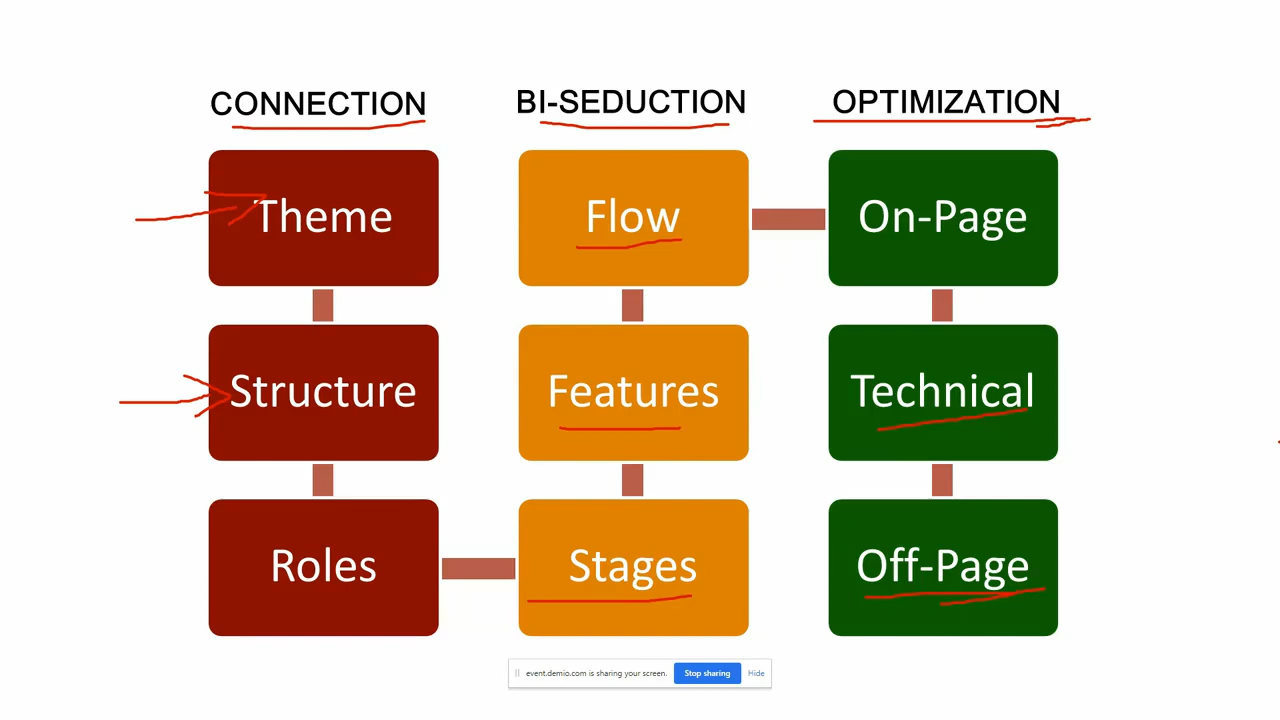 CONNECTION
BI-SEDUCTION
OPTIMIZATION
Theme
Flow
On-Page
Structure
Features
Technical
Roles
Stages
Off-Page
event.demio.com is sharing your screen. Stop sharing Hide